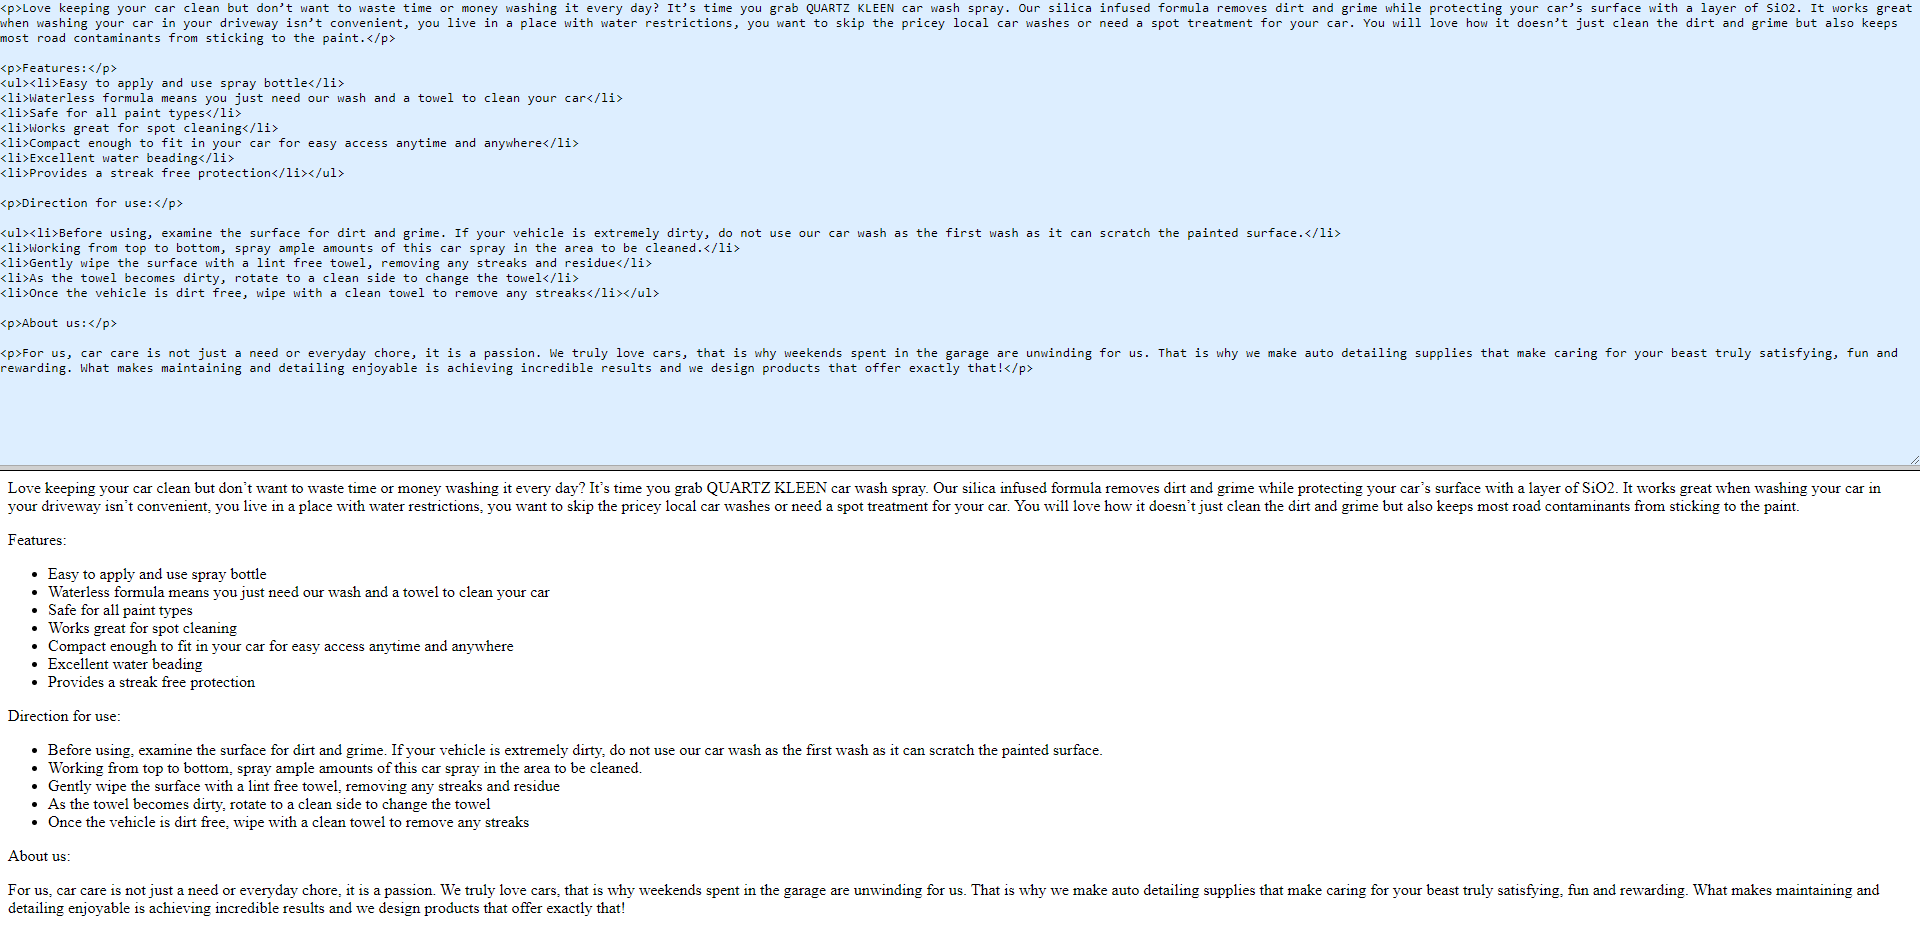 <p>Love keeping your car clean but don’t want to waste time or money washing it every day? It’s time you grab QUARTZ KLEEN car wash spray. Our silica infused formula removes dirt and grime while protecting your car’s surface with a layer of SiO2. It works great
when washing your car in your driveway isn’t convenient, you live in a place with water restrictions, you want to skip the pricey local car washes or need a spot treatment for your car. You will love how it doesn’t just clean the dirt and grime but also keeps
most road contaminants from sticking to the paint.</p>
<p>Features:</p>
<ul><li>Easy to apply and use spray bottle</li>
<li>Waterless formula means you just need our wash and a towel to clean your car</li>
<li>Safe for all paint types</li>
<li>Works great for spot cleaning</li>
<li>Compact enough to fit in your car for easy access anytime and anywhere</li>
<li>Excellent water beading</li>
<li>Provides a streak free protection</li></ul>
<p>Direction for use:</p>
<ul><li>Before using, examine the surface for dirt and grime. If your vehicle is extremely dirty, do not use our car wash as the first wash as it can scratch the painted surface.</li>
<li>Working from top to bottom, spray ample amounts of this car spray in the area to be cleaned.</li>
<li>Gently wipe the surface with a lint free towel, removing any streaks and residue</li>
<li>As the towel becomes dirty, rotate to a clean side to change the towel</li>
<li>Once the vehicle is dirt free, wipe with a clean towel to remove any streaks</li></ul>
<p>About us:</p>
<p>For us, car care is not just a need or everyday chore, it is a passion. We truly love cars, that is why weekends spent in the garage are unwinding for us. That is why we make auto detailing supplies that make caring for your beast truly satisfying, fun and
rewarding. What makes maintaining and detailing enjoyable is achieving incredible results and we design products that offer exactly that!</p>
Love keeping your car clean but don’t want to waste time or money washing it every day? It’s time you grab QUARTZ KLEEN car wash spray. Our silica infused formula removes dirt and grime while protecting your car’s surface with a layer of SiO2. It works great when washing your car in
your driveway isn’t convenient, you live in a place with water restrictions, you want to skip the pricey local car washes or need a spot treatment for your car. You will love how it doesn’t just clean the dirt and grime but also keeps most road contaminants from sticking to the paint.
Features:
• Easy to apply and use spray bottle
• Waterless formula means you just need our wash and a towel to clean your car
• Safe for all paint types
• Works great for spot cleaning
• Compact enough to fit in your car for easy access anytime and anywhere
• Excellent water beading
• Provides a streak free protection
Direction for use:
• Before using, examine the surface for dirt and grime. If your vehicle is extremely dirty, do not use our car wash as the first wash as it can scratch the painted surface.
• Working from top to bottom, spray ample amounts of this car spray in the area to be cleaned.
• Gently wipe the surface with a lint free towel, removing any streaks and residue
• As the towel becomes dirty, rotate to a clean side to change the towel
• Once the vehicle is dirt free, wipe with a clean towel to remove any streaks
About us:
For us, car care is not just a need or everyday chore, it is a passion. We truly love cars, that is why weekends spent in the garage are unwinding for us. That is why we make auto detailing supplies that make caring for your beast truly satisfying, fun and rewarding. What makes maintaining and
detailing enjoyable is achieving incredible results and we design products that offer exactly that!